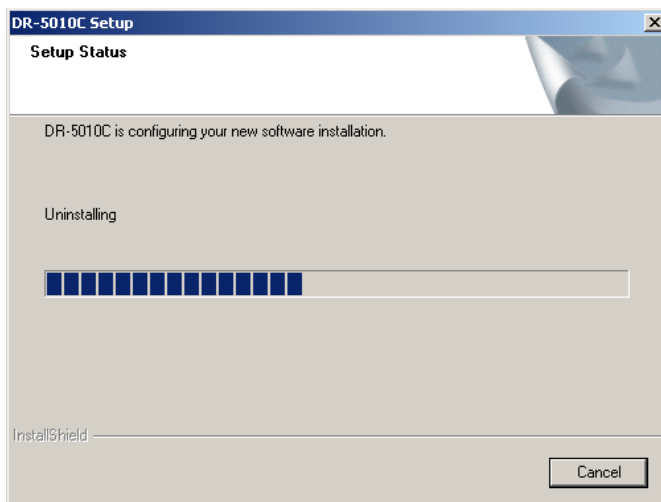 DR-5010C Setup
Setup Status
DR-5010C is configuring your new software installation.
Uninstalling
InstallShield
Cancel